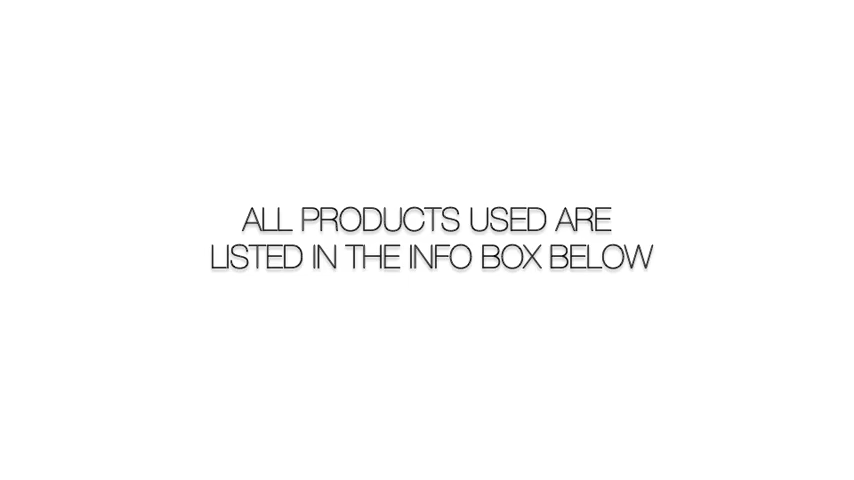 ALL PRODUCTS USED ARE
LISTED IN THE INFO BOX BELOW